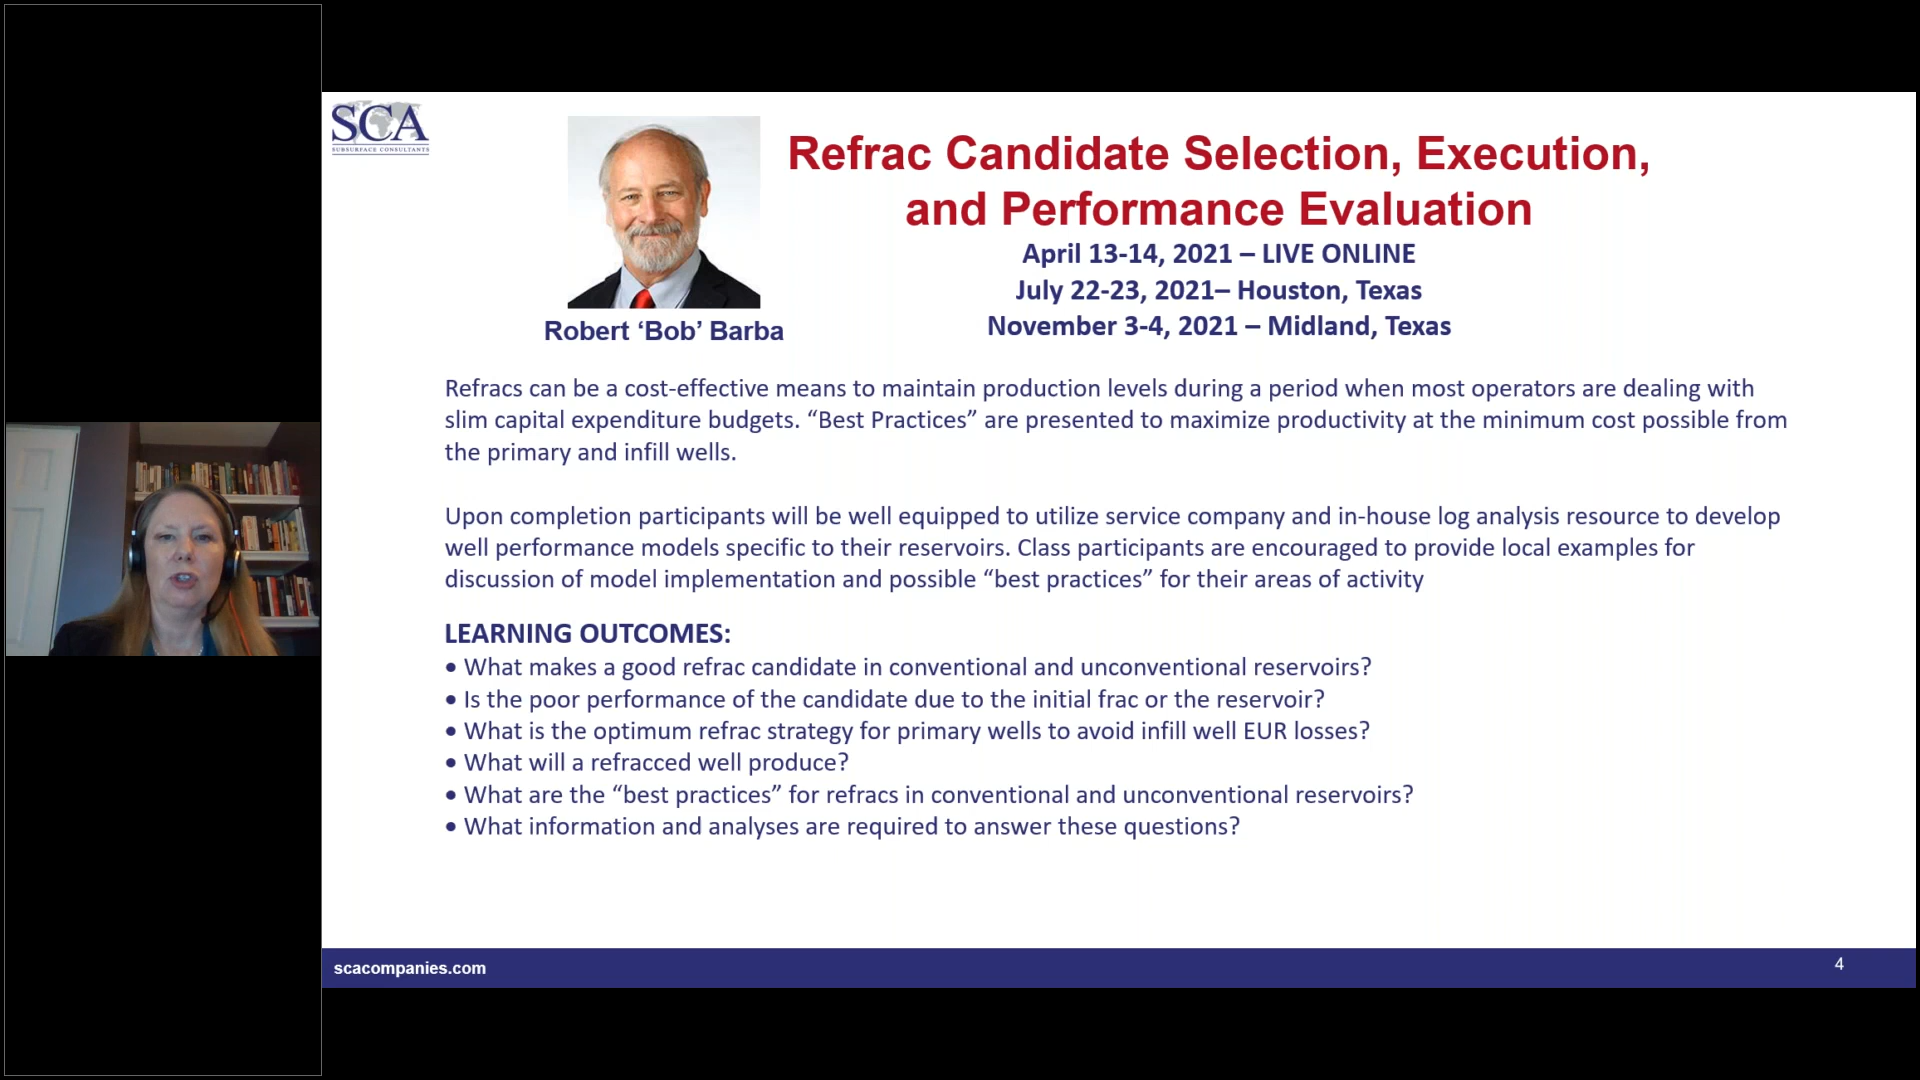 SCA
SUBSURFACE CONSULTANTS
Refrac Candidate Selection, Execution,
and Performance Evaluation
April 13-14, 2021 – LIVE ONLINE
July 22-23, 2021– Houston, Texas
November 3-4, 2021 – Midland, Texas
Robert ‘Bob’ Barba
Refracs can be a cost-effective means to maintain production levels during a period when most operators are dealing with
slim capital expenditure budgets. “Best Practices” are presented to maximize productivity at the minimum cost possible from
the primary and infill wells.
Upon completion participants will be well equipped to utilize service company and in-house log analysis resource to develop
well performance models specific to their reservoirs. Class participants are encouraged to provide local examples for
discussion of model implementation and possible “best practices” for their areas of activity
LEARNING OUTCOMES:
• What makes a good refrac candidate in conventional and unconventional reservoirs?
• Is the poor performance of the candidate due to the initial frac or the reservoir?
• What is the optimum refrac strategy for primary wells to avoid infill well EUR losses?
• What will a refracced well produce?
• What are the “best practices” for refracs in conventional and unconventional reservoirs?
• What information and analyses are required to answer these questions?
scacompanies.com
4